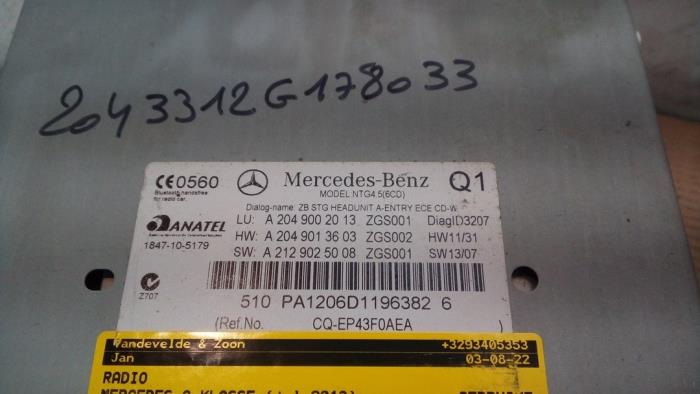 2043312G178033
CE0560 Mercedes-Benz Q1
Bluetooth handsfree
for radio car.
MODEL NTG4.5(6CD)
Dialog-name: ZB STG HEADUNIT A-ENTRY ECE CD-W
ANATEL
LU: A 204 900 20 13 ZGS001 DiagID3207
1847-10-5179
HW: A 204 901 36 03 ZGS002 HW11/31
SW: A 212 902 50 08 ZGS001 SW13/07
Z707
510 PA1206D1196382 6
(Ref.No. CQ-EP43F0AEA )
Vandevelde & Zoon +3293405353
Jan 03-08-22
RADIO